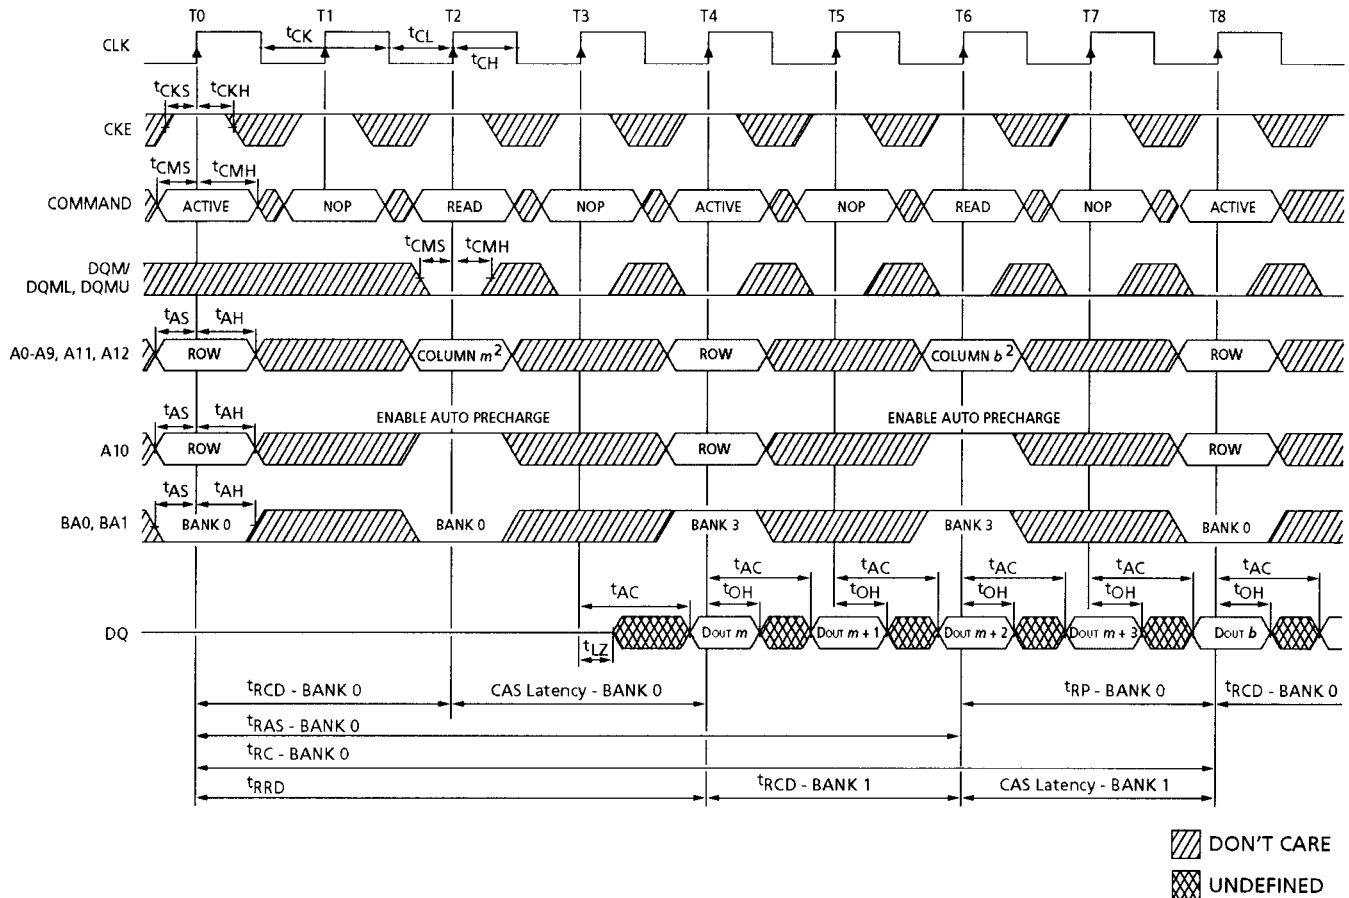 T0 T1 T2 T3 T4 T5 T6 T7 T8
CLK
tCK tCL
tCH
tCKS tCKH
CKE
tCMS tCMH
COMMAND ACTIVE NOP READ NOP ACTIVE NOP READ NOP ACTIVE
tCMS tCMH
DQM/
DQML, DQMU
tAS tAH
A0-A9, A11, A12 ROW COLUMN m2 ROW COLUMN b2 ROW
tAS tAH ENABLE AUTO PRECHARGE ENABLE AUTO PRECHARGE
A10 ROW ROW ROW
tAS tAH
BA0, BA1 BANK 0 BANK 0 BANK 3 BANK 3 BANK 0
tAC tAC tAC tAC tAC tAC
tOH tOH tOH tOH tOH
DQ DOUT m DOUT m + 1 DOUT m + 2 DOUT m + 3 DOUT b
tLZ
tRCD - BANK 0 CAS Latency - BANK 0 tRP - BANK 0 tRCD - BANK 0
tRAS - BANK 0
tRC - BANK 0
tRRD tRCD - BANK 1 CAS Latency - BANK 1
DON'T CARE
UNDEFINED